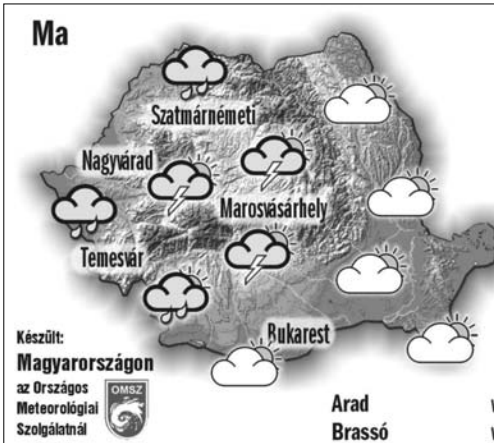 Ma
Szatmárnémeti
Nagyvárad
Marosvásárhely
Temesvár
Bukarest
Készült:
Magyarországon
az Országos
Meteorológiai
Szolgálatnál
OMSZ
Arad
Brassó